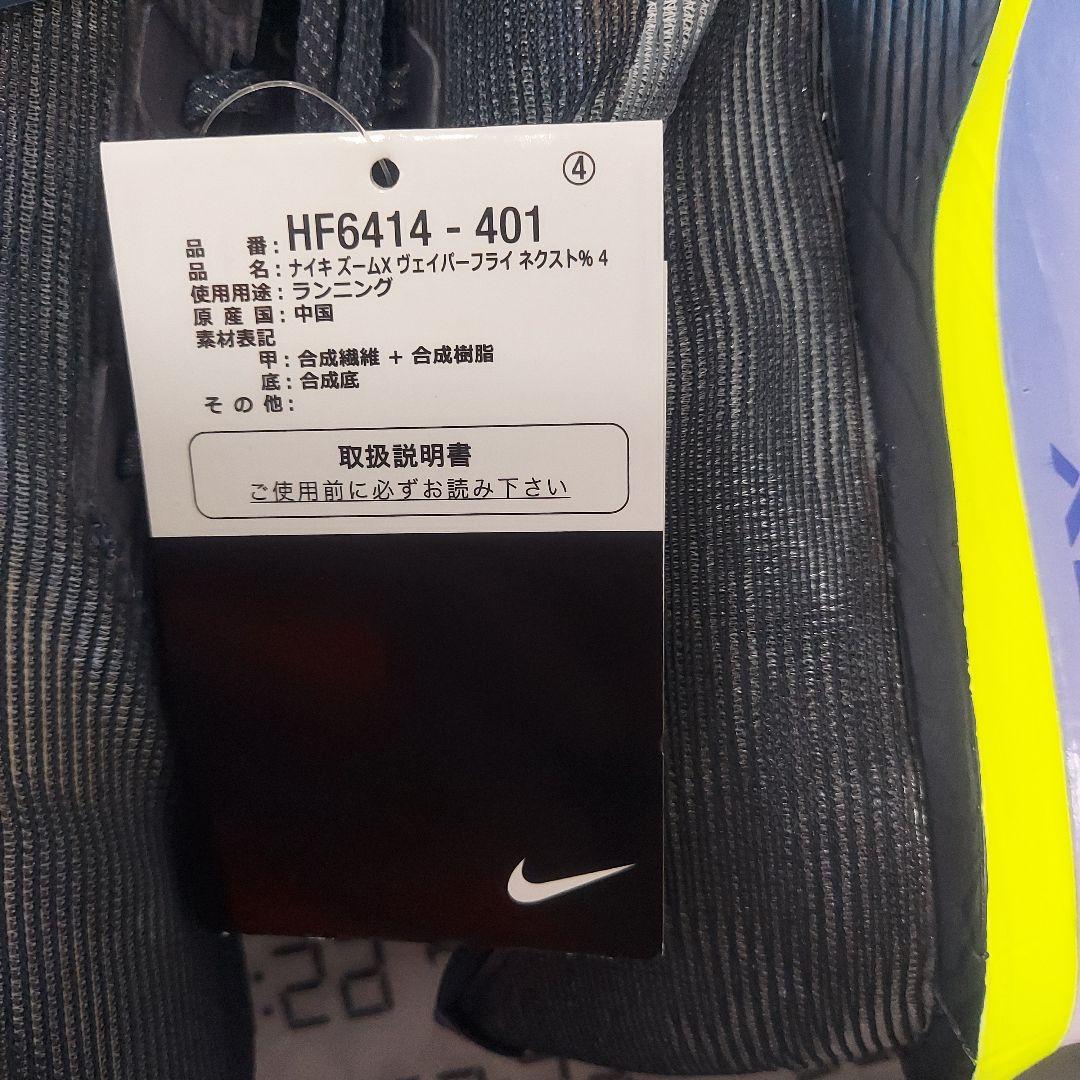 ④
品番: HF6414 - 401
品名: ナイキ ズームX ヴェイパーフライ ネクスト% 4
使用用途: ランニング
原産国: 中国
素材表記
甲: 合成繊維 + 合成樹脂
底: 合成底
その他:
取扱説明書
ご使用前に必ずお読み下さい